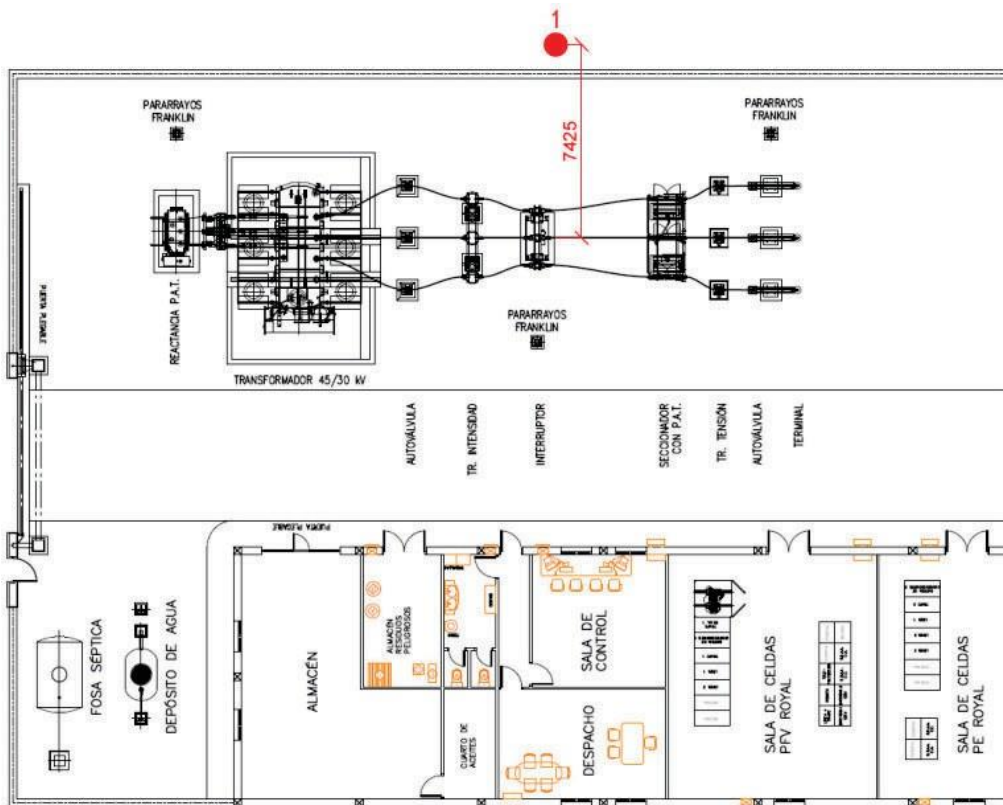 1
PARARRAYOS
FRANKLIN
PARARRAYOS
FRANKLIN
7425
REACTANCIA P.A.T.
PARARRAYOS
FRANKLIN
PUERTA PLEGABLE
TRANSFORMADOR 45/30 kV
AUTOVÁLVULA
TR. INTENSIDAD
INTERRUPTOR
SECCIONADOR
CON P.A.T.
TR. TENSIÓN
AUTOVÁLVULA
TERMINAL
PUERTA PLEGABLE
FOSA SÉPTICA
DEPÓSITO DE AGUA
ALMACÉN
ALMACÉN
RESIDUOS
PELIGROSOS
CUARTO DE
ACEITES
SALA DE
CONTROL
DESPACHO
SALA DE CELDAS
PFV ROYAL
SALA DE CELDAS
PE ROYAL